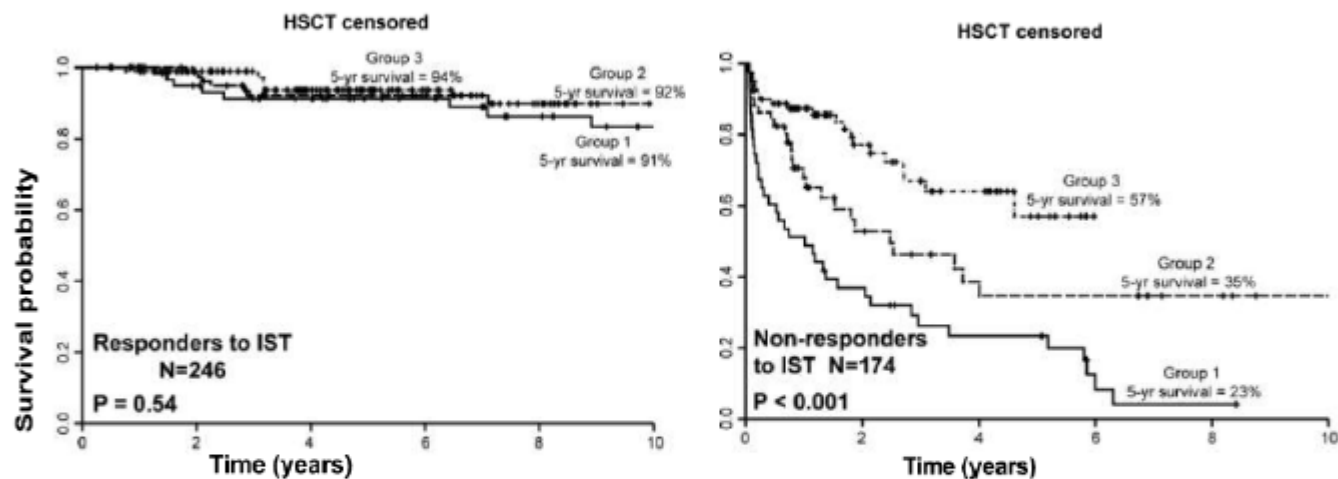 HSCT censored
Survival probability
1.0
0.8
0.6
0.4
0.2
0.0
Group 3
5-yr survival = 94%
Group 2
5-yr survival = 92%
Group 1
5-yr survival = 91%
Responders to IST
N=246
P = 0.54
0 2 4 6 8 10
Time (years)
HSCT censored
1.0
0.8
0.6
0.4
0.2
0.0
Group 3
5-yr survival = 57%
Group 2
5-yr survival = 35%
Group 1
5-yr survival = 23%
Non-responders
to IST N=174
P < 0.001
0 2 4 6 8 10
Time (years)